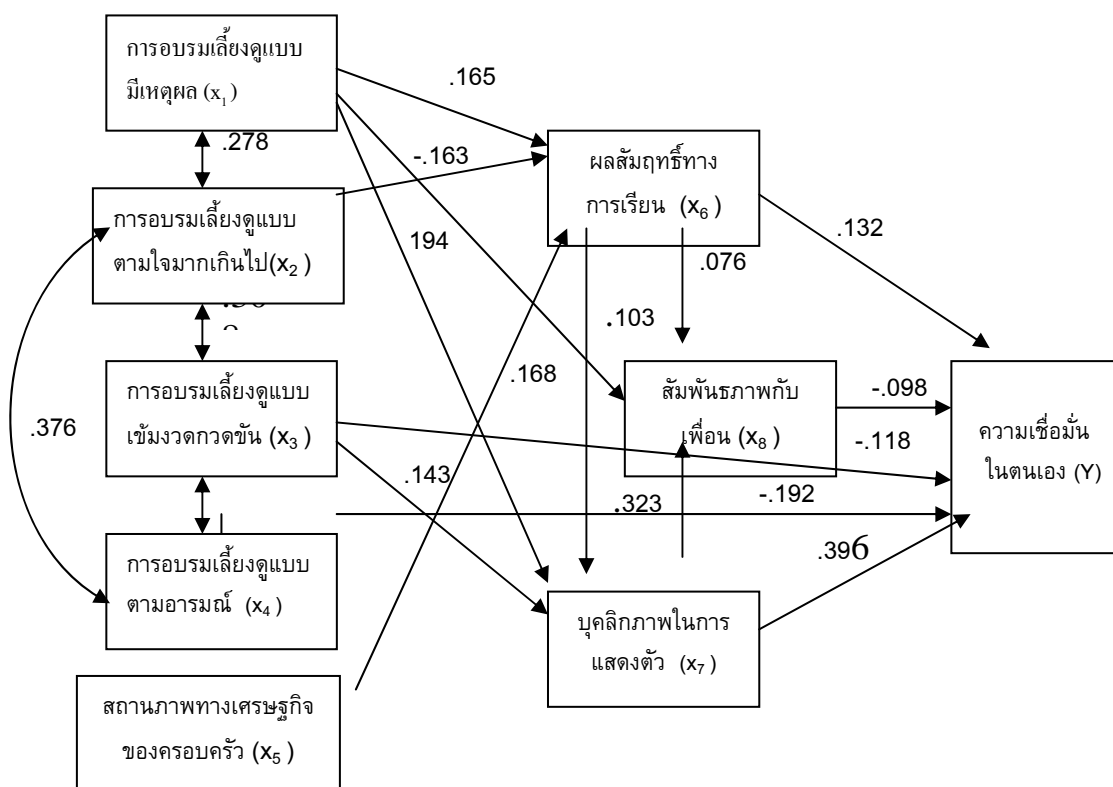 การอบรมเลี้ยงดูแบบ
มีเหตุผล (x1)
.165
.278
-.163
ผลสัมฤทธิ์ทาง
การเรียน (x6)
การอบรมเลี้ยงดูแบบ
ตามใจมากเกินไป(x2 )
194
.132
.076
.103
.168
การอบรมเลี้ยงดูแบบ
เข้มงวดกวดขัน (x3 )
สัมพันธภาพกับ
เพื่อน (x8 )
-.098
.376
-.118
ความเชื่อมั่น
ในตนเอง (Y)
.143
.323
-.192
.396
การอบรมเลี้ยงดูแบบ
ตามอารมณ์ (x4 )
บุคลิกภาพในการ
แสดงตัว (x7 )
สถานภาพทางเศรษฐกิจ
ของครอบครัว (x5 )